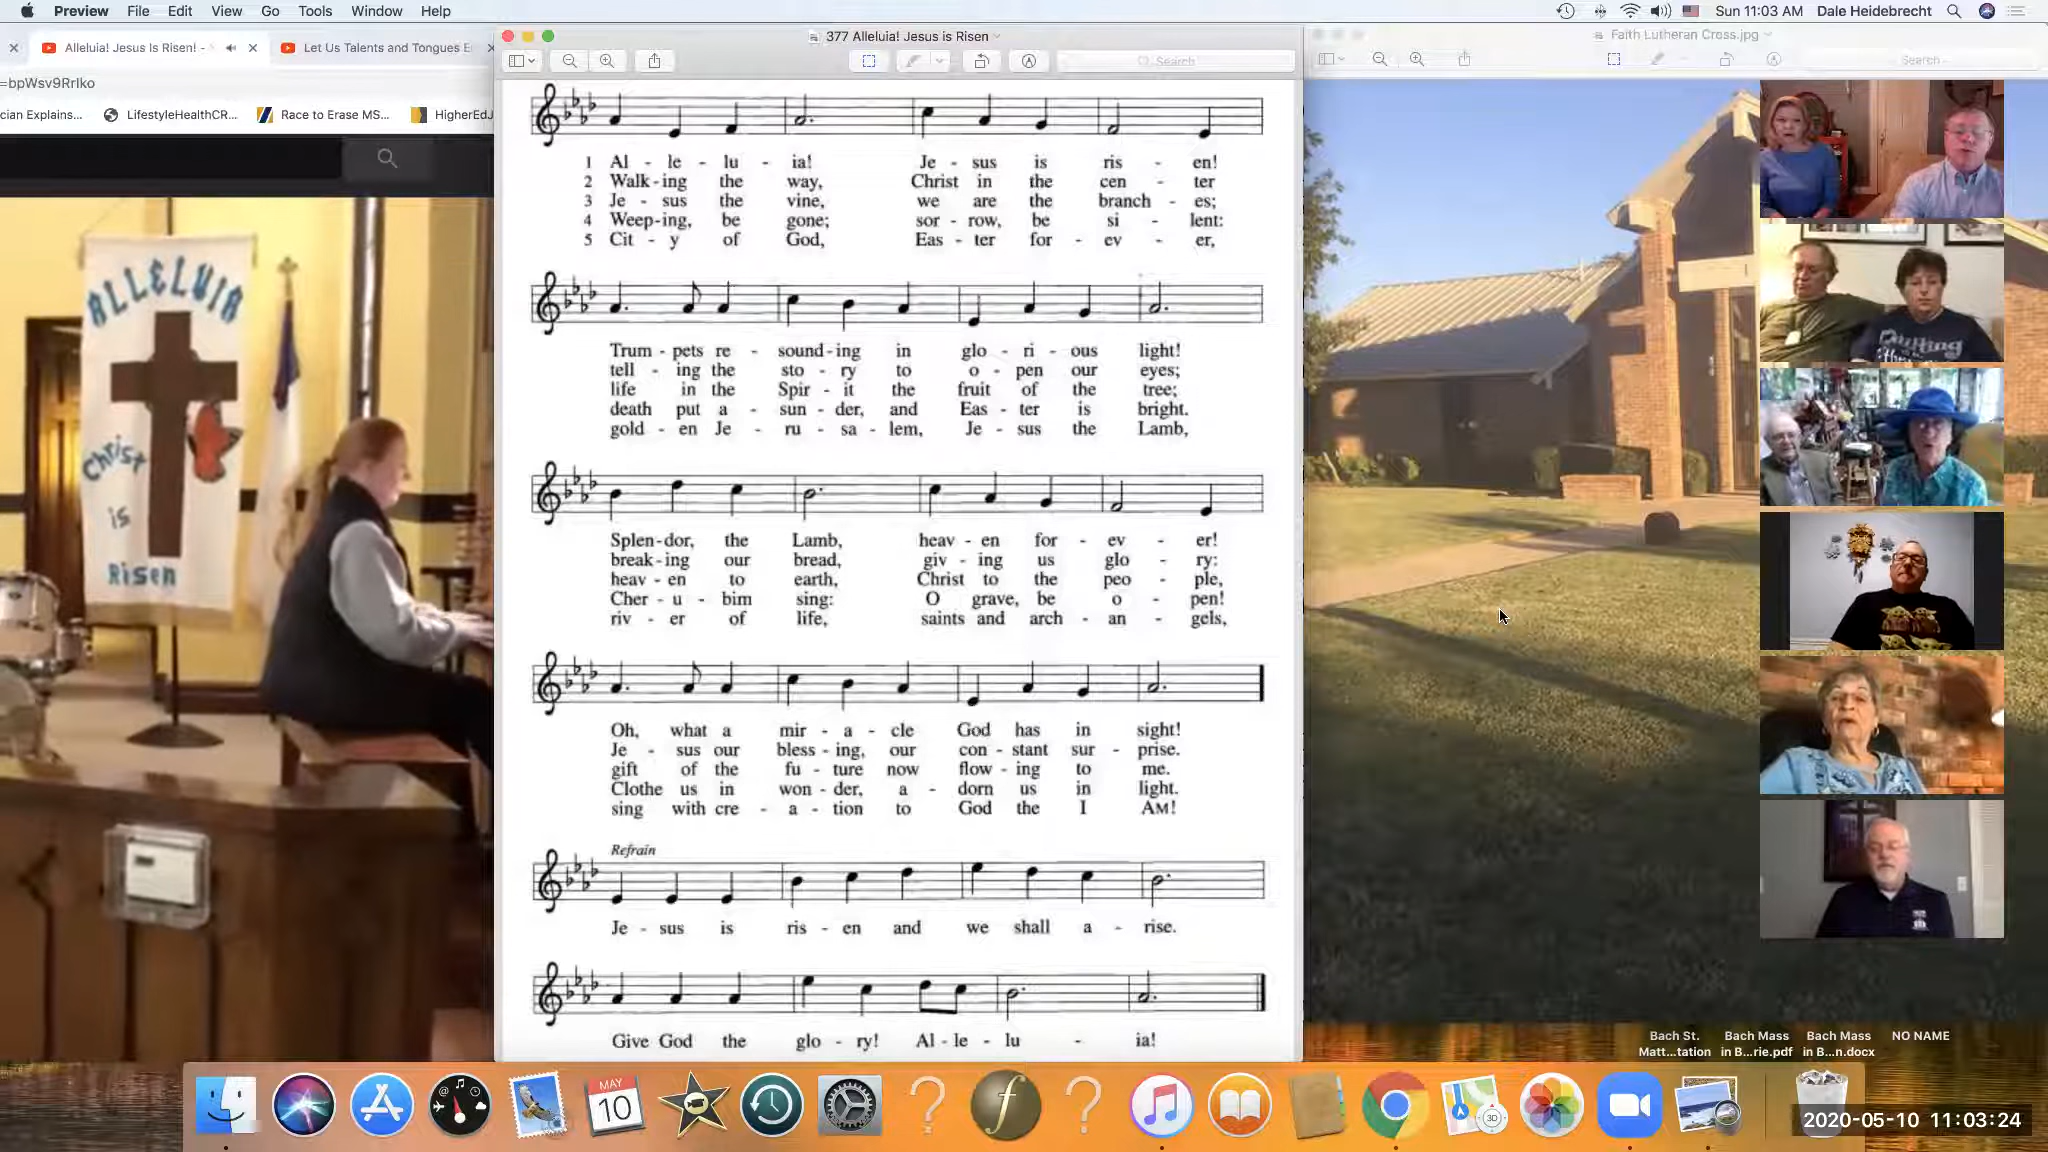 Preview File Edit View Go Tools Window Help
Sun 11:03 AM Dale Heidebrecht
Alleluia! Jesus Is Risen! -
Let Us Talents and Tongues E
=bpWsv9RrIko
cian Explains...
LifestyleHealthCR...
Race to Erase MS...
HigherEdJ
377 Alleluia! Jesus is Risen
Search
Faith Lutheran Cross.jpg
Search
ALLELUIA
Christ
is
Risen
1 Al - le - lu - ia! Je - sus is ris - en!
2 Walk - ing the way, Christ in the cen - ter
3 Je - sus the vine, we are the branch - es;
4 Weep - ing, be gone; sor - row, be si - lent:
5 Cit - y of God, Eas - ter for - ev - er,
Trum - pets re - sound - ing in glo - ri - ous light!
tell - ing the sto - ry to o - pen our eyes;
life in the Spir - it the fruit of the tree;
death put a - sun - der, and Eas - ter is bright.
gold - en Je - ru - sa - lem, Je - sus the Lamb,
Splen - dor, the Lamb, heav - en for - ev - er!
break - ing our bread, giv - ing us glo - ry:
heav - en to earth, Christ to the peo - ple,
Cher - u - bim sing: O grave, be o - pen!
riv - er of life, saints and arch - an - gels,
Oh, what a mir - a - cle God has in sight!
Je - sus our bless - ing, our con - stant sur - prise.
gift of the fu - ture now flow - ing to me.
Clothe us in won - der, a - dorn us in light.
sing with cre - a - tion to God the I AM!
Refrain
Je - sus is ris - en and we shall a - rise.
Give God the glo - ry! Al - le - lu - ia!
Quilting
Bach St.
Matt...tation
Bach Mass
in B...rie.pdf
Bach Mass
in B...n.docx
NO NAME
MAY
10
3D
2020-05-10 11:03:24